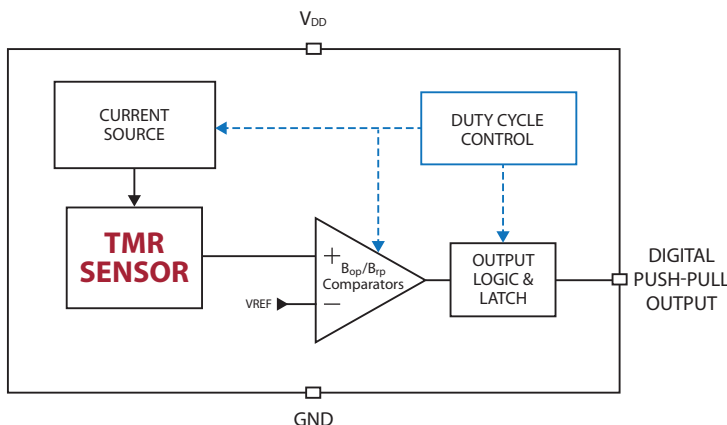 VDD
CURRENT
SOURCE
DUTY CYCLE
CONTROL
TMR
SENSOR
+
Bop/Brp
Comparators
VREF
−
OUTPUT
LOGIC &
LATCH
DIGITAL
PUSH-PULL
OUTPUT
GND